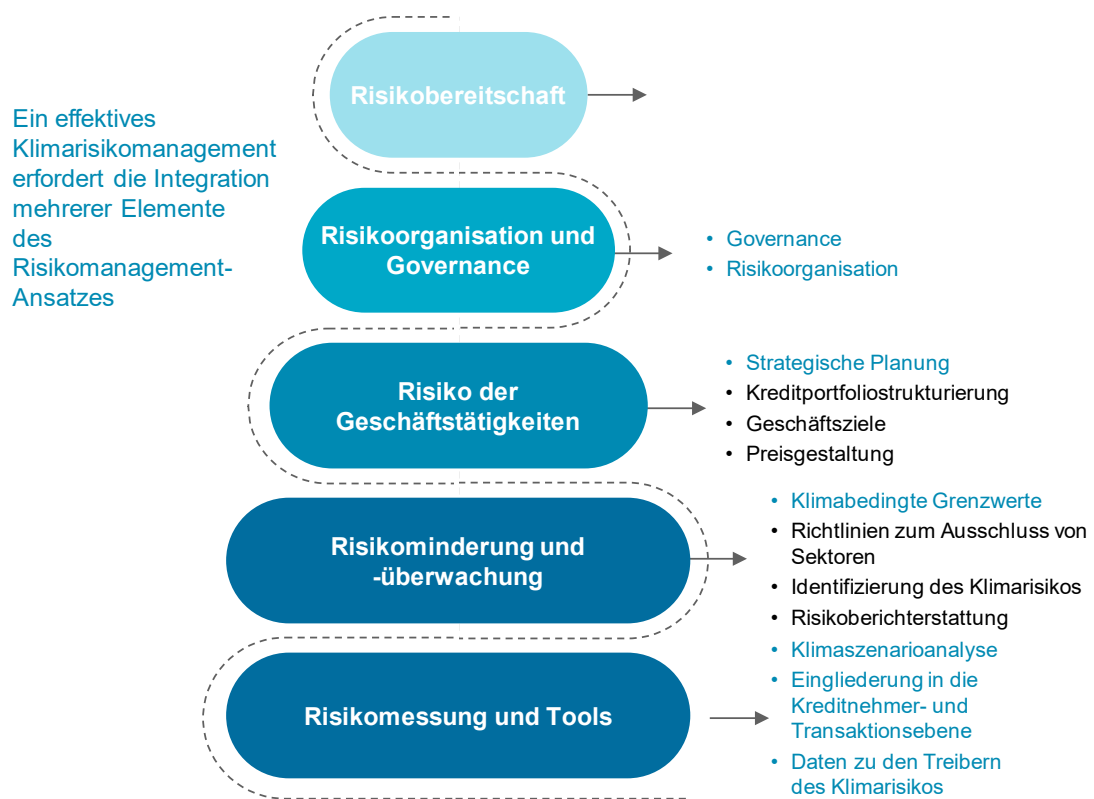 Ein effektives
Klimarisikomanagement
erfordert die Integration
mehrerer Elemente
des
Risikomanagement-
Ansatzes
Risikobereitschaft
Risikoorganisation und
Governance
• Governance
• Risikoorganisation
Risiko der
Geschäftstätigkeiten
• Strategische Planung
• Kreditportfoliostrukturierung
• Geschäftsziele
• Preisgestaltung
Risikominderung und
-überwachung
• Klimabedingte Grenzwerte
• Richtlinien zum Ausschluss von
Sektoren
• Identifizierung des Klimarisikos
• Risikoberichterstattung
Risikomessung und Tools
• Klimaszenarioanalyse
• Eingliederung in die
Kreditnehmer- und
Transaktionsebene
• Daten zu den Treibern
des Klimarisikos